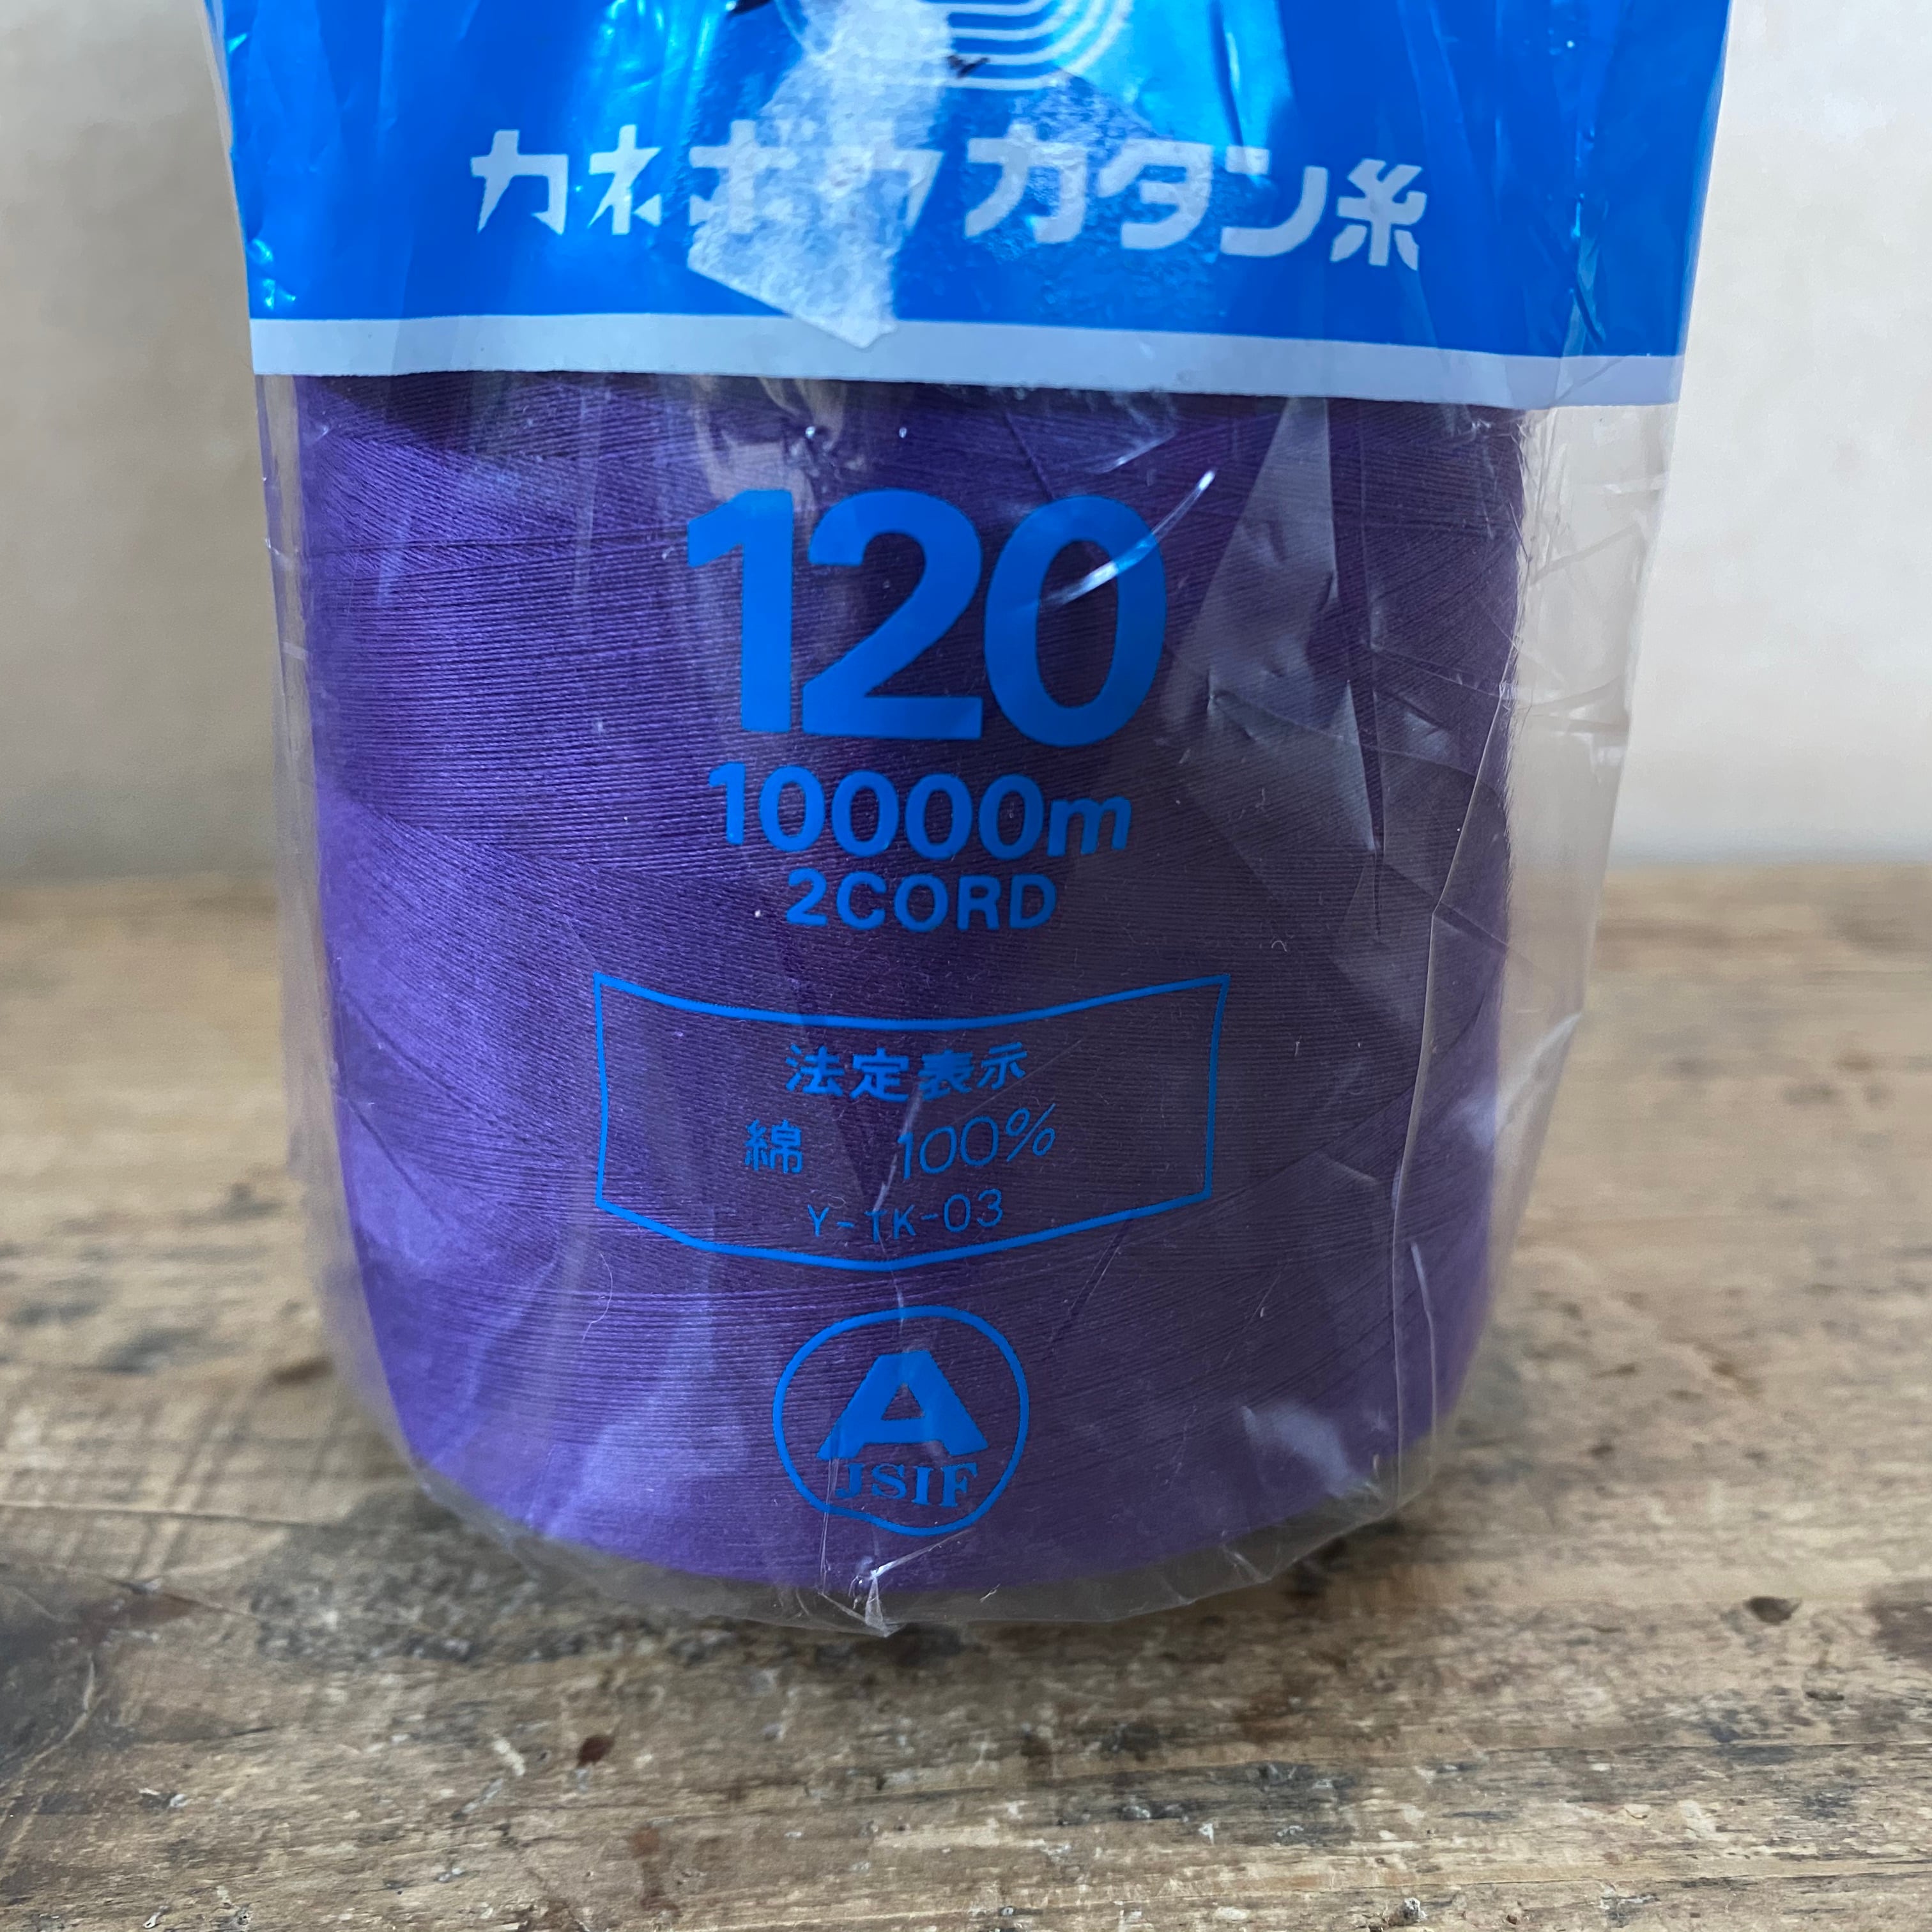 カネボウ カタン糸
120
10000m
2CORD
法定表示
綿 100%
Y-TK-03
A
JSIF